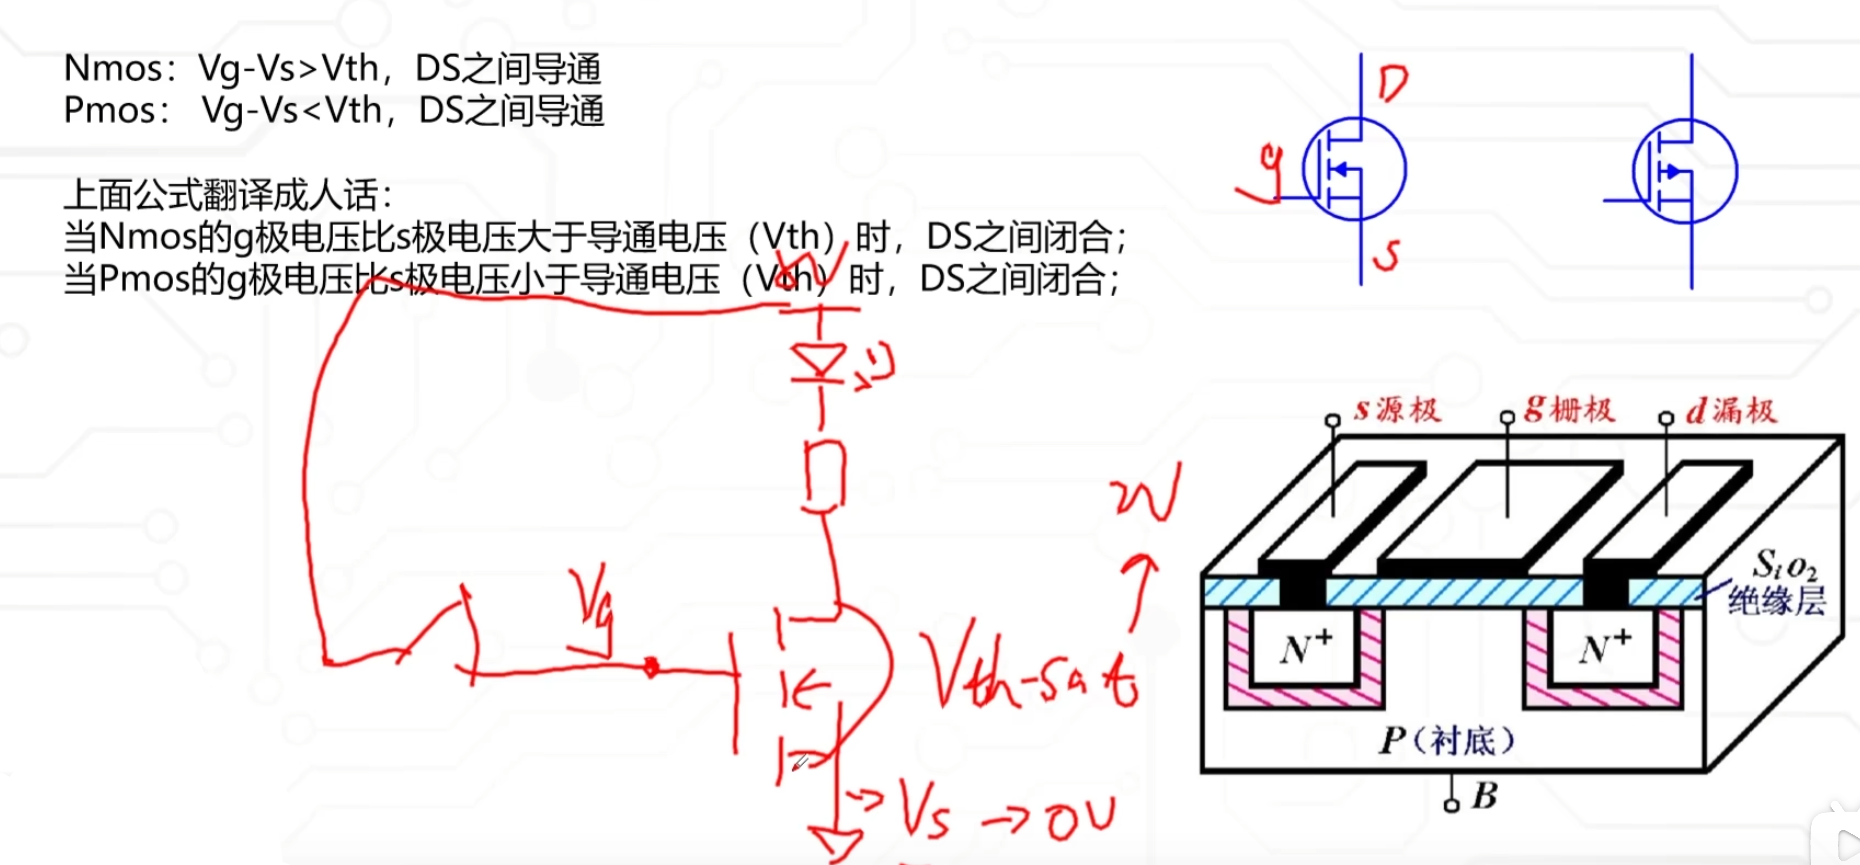 Nmos：Vg-Vs>Vth，DS之间导通
Pmos： Vg-Vs<Vth，DS之间导通
上面公式翻译成人话：
当Nmos的g极电压比s极电压大于导通电压（Vth）时，DS之间闭合；
当Pmos的g极电压比s极电压小于导通电压（Vth）时，DS之间闭合；
D
g
S
s源极
g栅极
d漏极
2V
SiO2
绝缘层
Vg
N+
N+
Vth-sat
P（衬底）
B
Vs → 0V